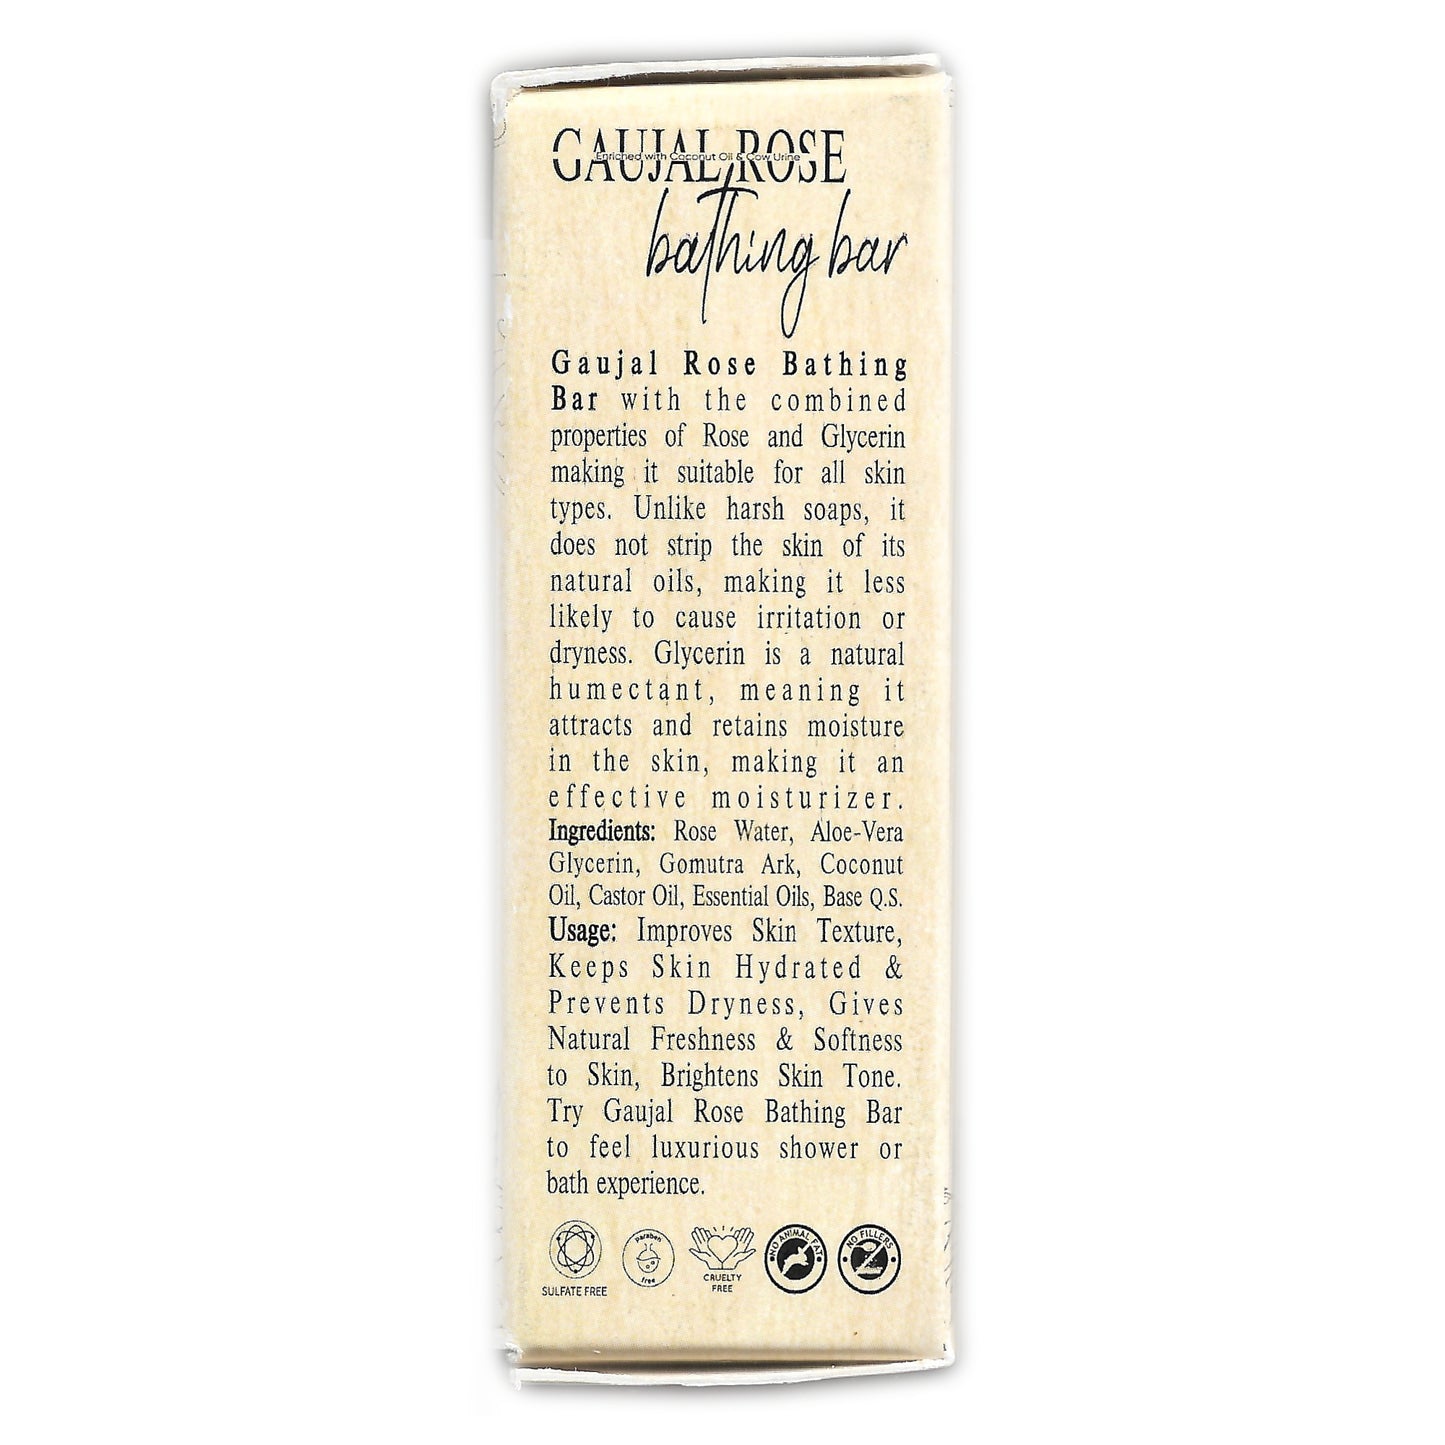 GAUJAL ROSE
Enriched with Coconut Oil & Cow Urine
bathing bar
Gaujal Rose Bathing
Bar with the combined
properties of Rose and Glycerin
making it suitable for all skin
types. Unlike harsh soaps, it
does not strip the skin of its
natural oils, making it less
likely to cause irritation or
dryness. Glycerin is a natural
humectant, meaning it
attracts and retains moisture
in the skin, making it an
effective moisturizer.
Ingredients: Rose Water, Aloe-Vera
Glycerin, Gomutra Ark, Coconut
Oil, Castor Oil, Essential Oils, Base Q.S.
Usage: Improves Skin Texture,
Keeps Skin Hydrated &
Prevents Dryness, Gives
Natural Freshness & Softness
to Skin, Brightens Skin Tone.
Try Gaujal Rose Bathing Bar
to feel luxurious shower or
bath experience.
SULFATE FREE
paraben
free
CRUELTY
FREE
NO ANIMAL FAT
NO FILLERS